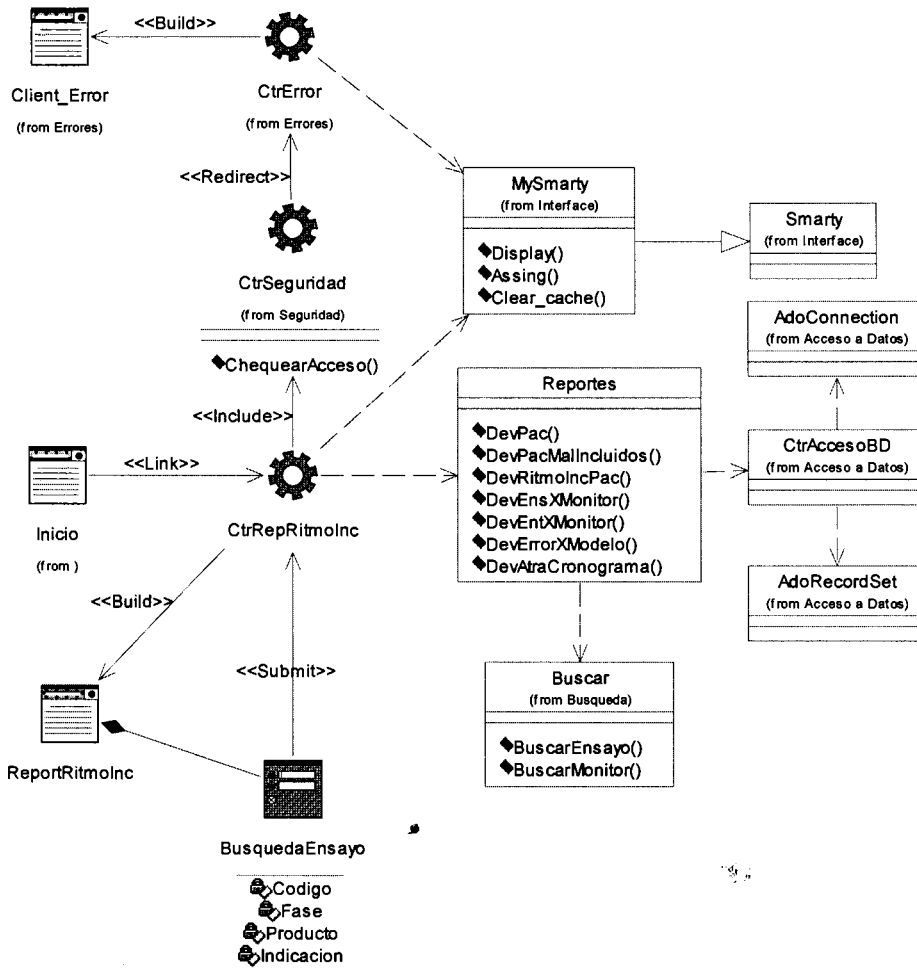 <<Build>>
Client_Error
(from Errores)
CtrError
(from Errores)
<<Redirect>>
CtrSeguridad
(from Seguridad)
ChequearAcceso()
<<Include>>
MySmarty
(from Interface)
Display()
Assing()
Clear_cache()
Smarty
(from Interface)
AdoConnection
(from Acceso a Datos)
Inicio
(from )
<<Link>>
CtrRepRitmoInc
Reportes
DevPac()
DevPacMalIncluidos()
DevRitmoIncPac()
DevEnsXMonitor()
DevEntXMonitor()
DevErrorXModelo()
DevAtraCronograma()
CtrAccesoBD
(from Acceso a Datos)
AdoRecordSet
(from Acceso a Datos)
<<Build>>
<<Submit>>
ReportRitmoInc
Buscar
(from Busqueda)
BuscarEnsayo()
BuscarMonitor()
BusquedaEnsayo
Codigo
Fase
Producto
Indicacion